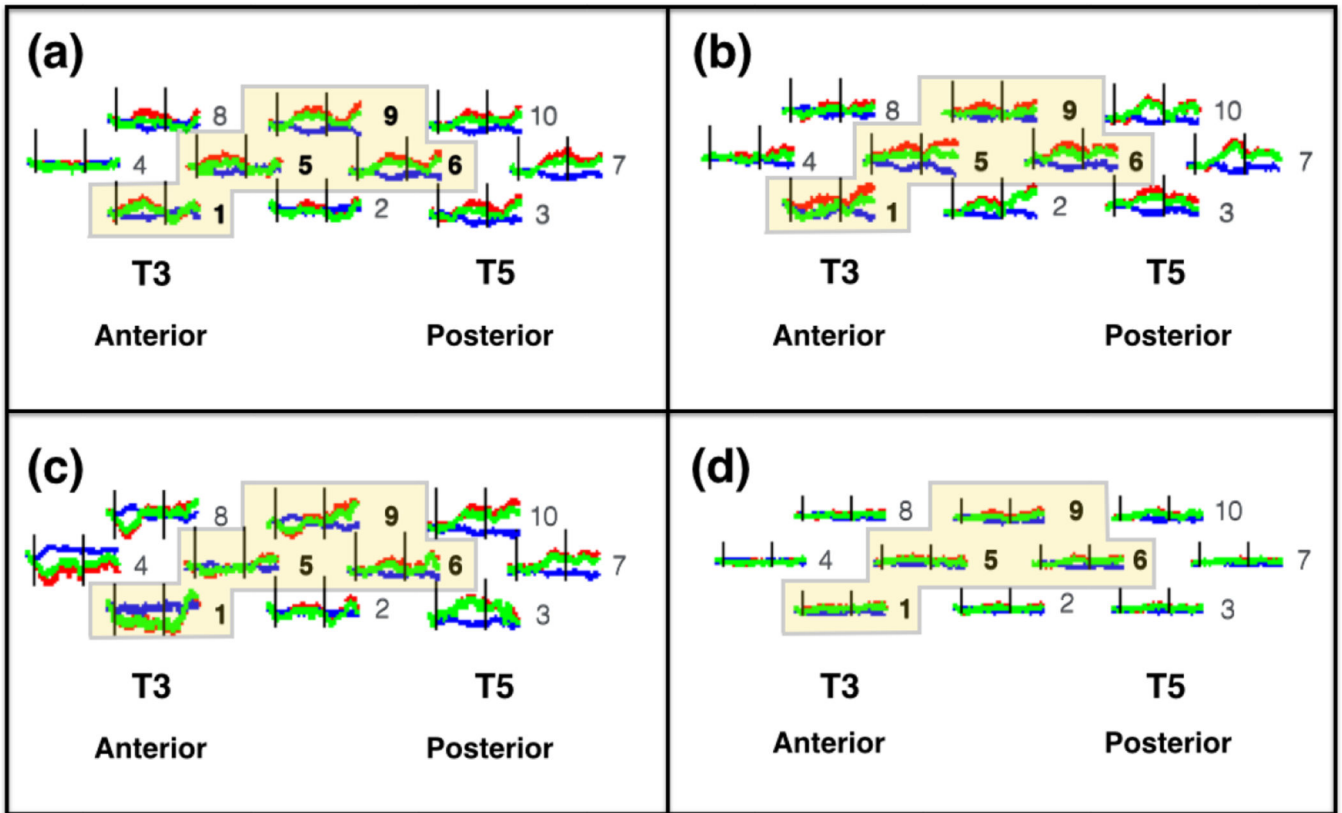 (a)
8 9 10
4 5 6 7
1 2 3
T3 T5
Anterior Posterior
(b)
8 9 10
4 5 6 7
1 2 3
T3 T5
Anterior Posterior
(c)
8 9 10
4 5 6 7
1 2 3
T3 T5
Anterior Posterior
(d)
8 9 10
4 5 6 7
1 2 3
T3 T5
Anterior Posterior